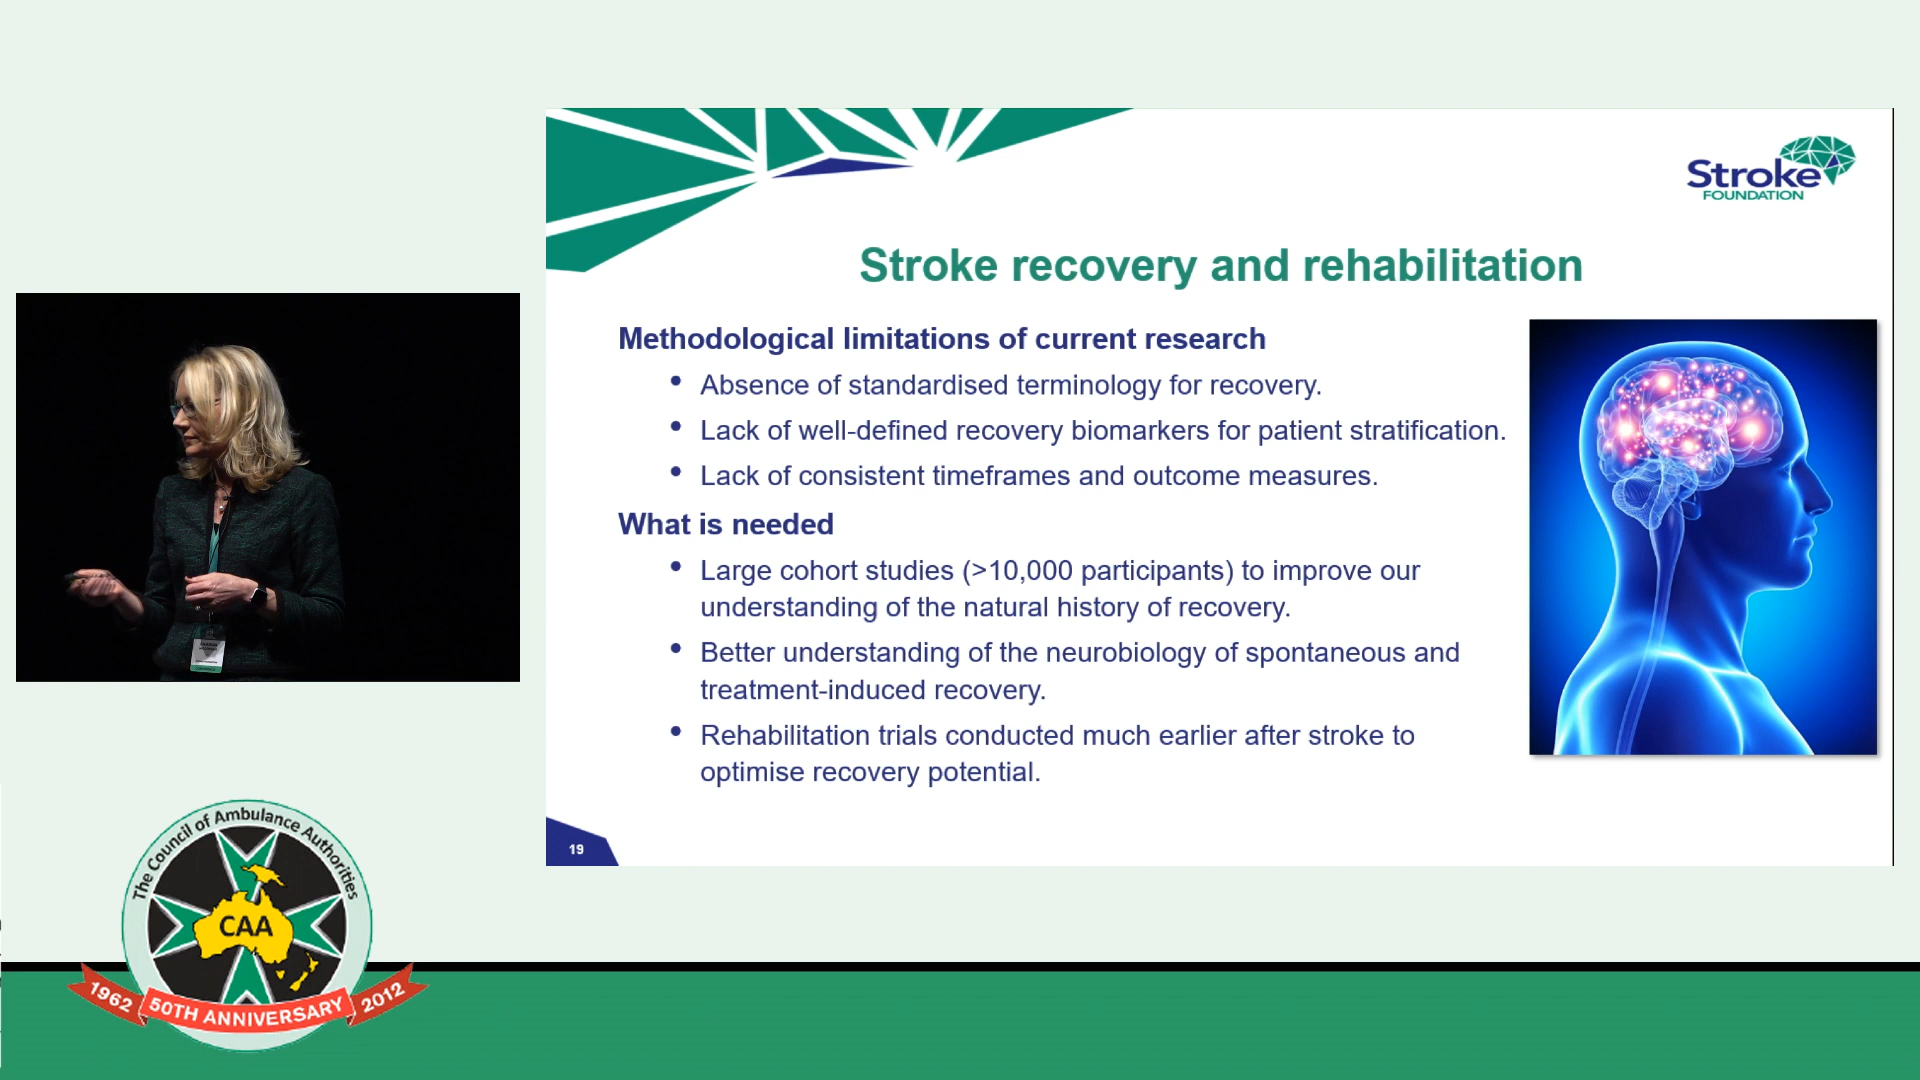 Stroke
FOUNDATION
Stroke recovery and rehabilitation
Methodological limitations of current research
• Absence of standardised terminology for recovery.
• Lack of well-defined recovery biomarkers for patient stratification.
• Lack of consistent timeframes and outcome measures.
What is needed
• Large cohort studies (>10,000 participants) to improve our
understanding of the natural history of recovery.
• Better understanding of the neurobiology of spontaneous and
treatment-induced recovery.
• Rehabilitation trials conducted much earlier after stroke to
optimise recovery potential.
19
The Council of Ambulance Authorities
CAA
1962 50TH ANNIVERSARY 2012